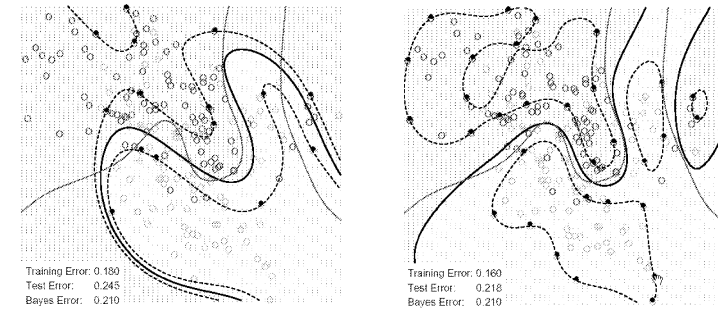 Training Error: 0.180
Test Error: 0.245
Bayes Error: 0.210
Training Error: 0.160
Test Error: 0.218
Bayes Error: 0.210